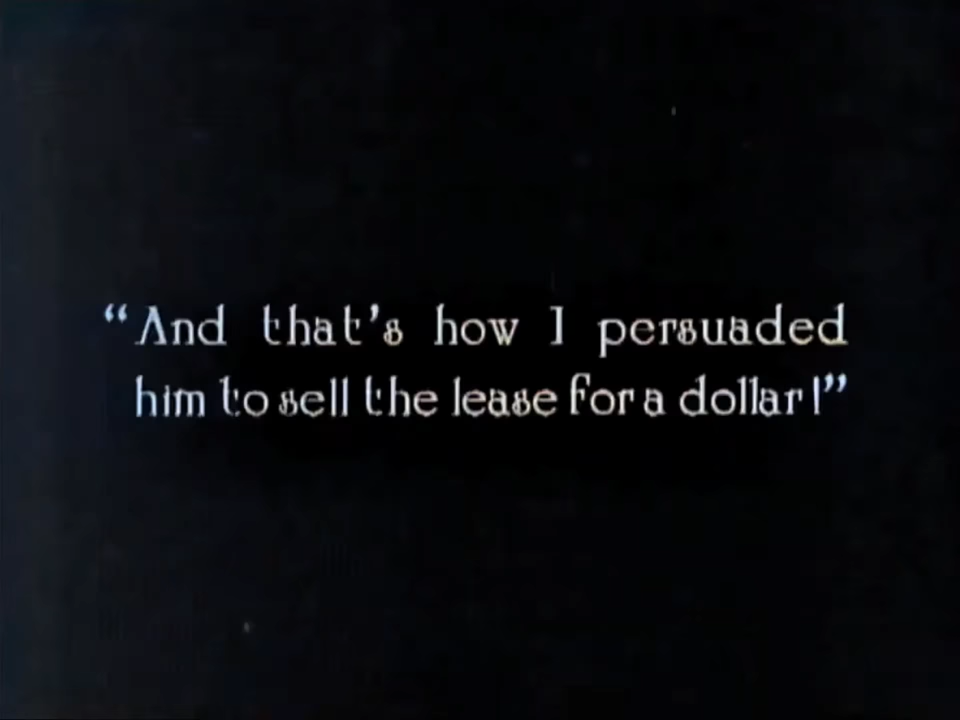 “And that’s how I persuaded
him to sell the lease for a dollar!”